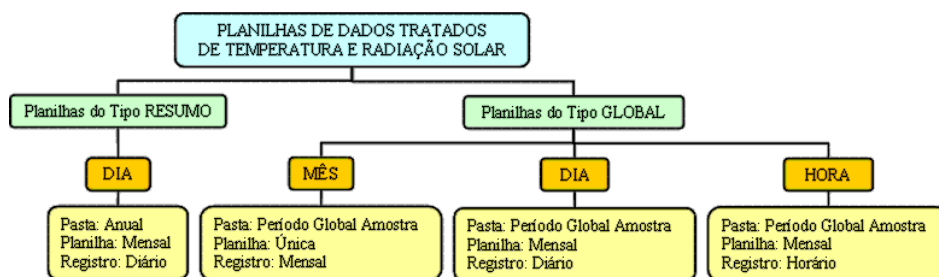 PLANILHAS DE DADOS TRATADOS
DE TEMPERATURA E RADIAÇÃO SOLAR
Planilhas do Tipo RESUMO
Planilhas do Tipo GLOBAL
DIA
MÊS
DIA
HORA
Pasta: Anual
Planilha: Mensal
Registro: Diário
Pasta: Período Global Amostra
Planilha: Única
Registro: Mensal
Pasta: Período Global Amostra
Planilha: Mensal
Registro: Diário
Pasta: Período Global Amostra
Planilha: Mensal
Registro: Horário